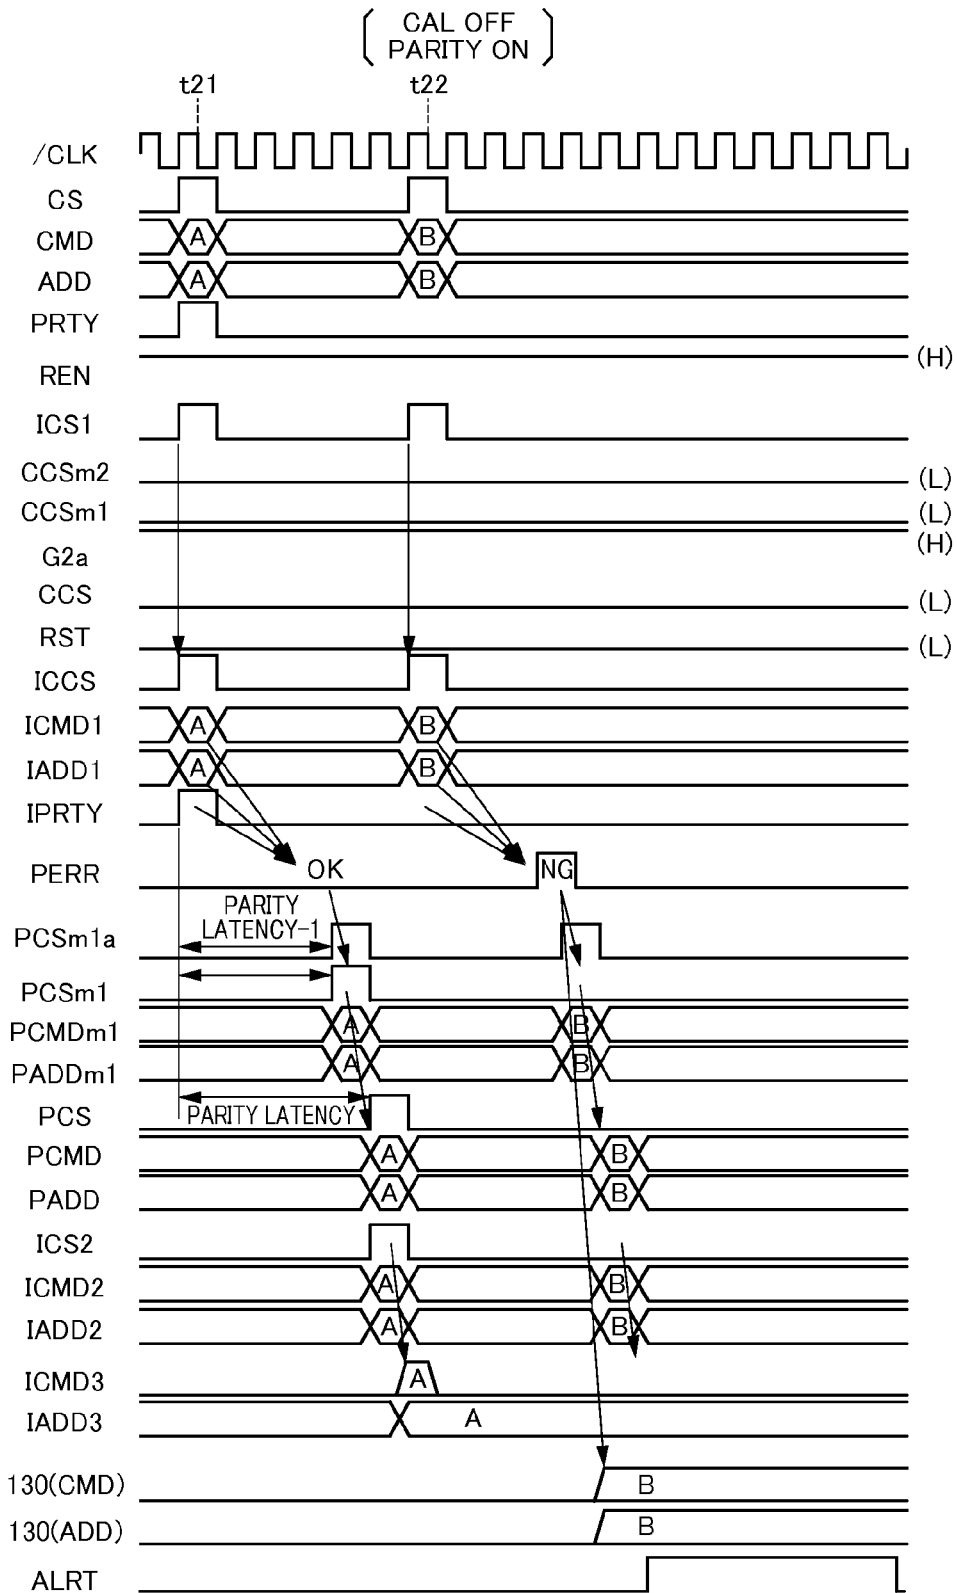 CAL OFF
PARITY ON
t21 t22
/CLK
CS
CMD A B
ADD A B
PRTY
REN (H)
ICS1
CCSm2 (L)
CCSm1 (L)
G2a (H)
CCS (L)
RST (L)
ICCS
ICMD1 A B
IADD1 A B
IPRTY
PERR OK NG
PARITY
LATENCY-1
PCSm1a
PCSm1
PCMDm1 A B
PADDm1 A B
PCS PARITY LATENCY
PCMD A B
PADD A B
ICS2
ICMD2 A B
IADD2 A B
ICMD3 A
IADD3 A
130(CMD) B
130(ADD) B
ALRT